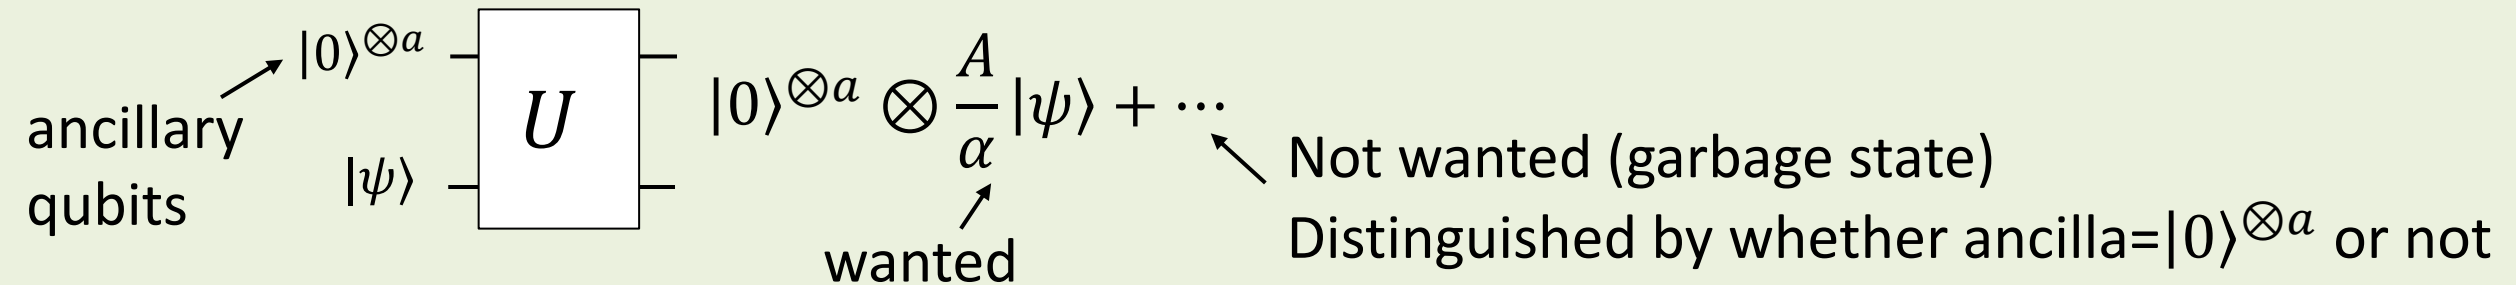 ancillary
qubits
|0⟩⊗a
|ψ⟩
U
|0⟩⊗a ⊗ A/a |ψ⟩ + ⋯
wanted
Not wanted (garbage state)
Distinguished by whether ancilla=|0⟩⊗a or not